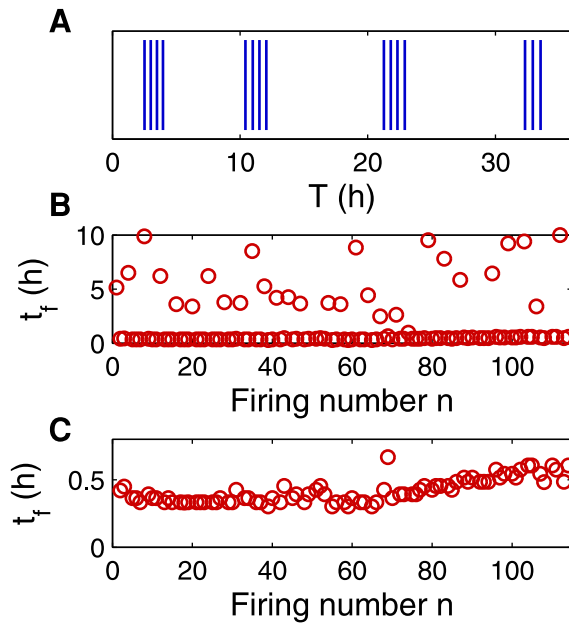 A
0 10 20 30
T (h)
B
10
5
0
t_f (h)
0 20 40 60 80 100
Firing number n
C
0.5
0
t_f (h)
0 20 40 60 80 100
Firing number n